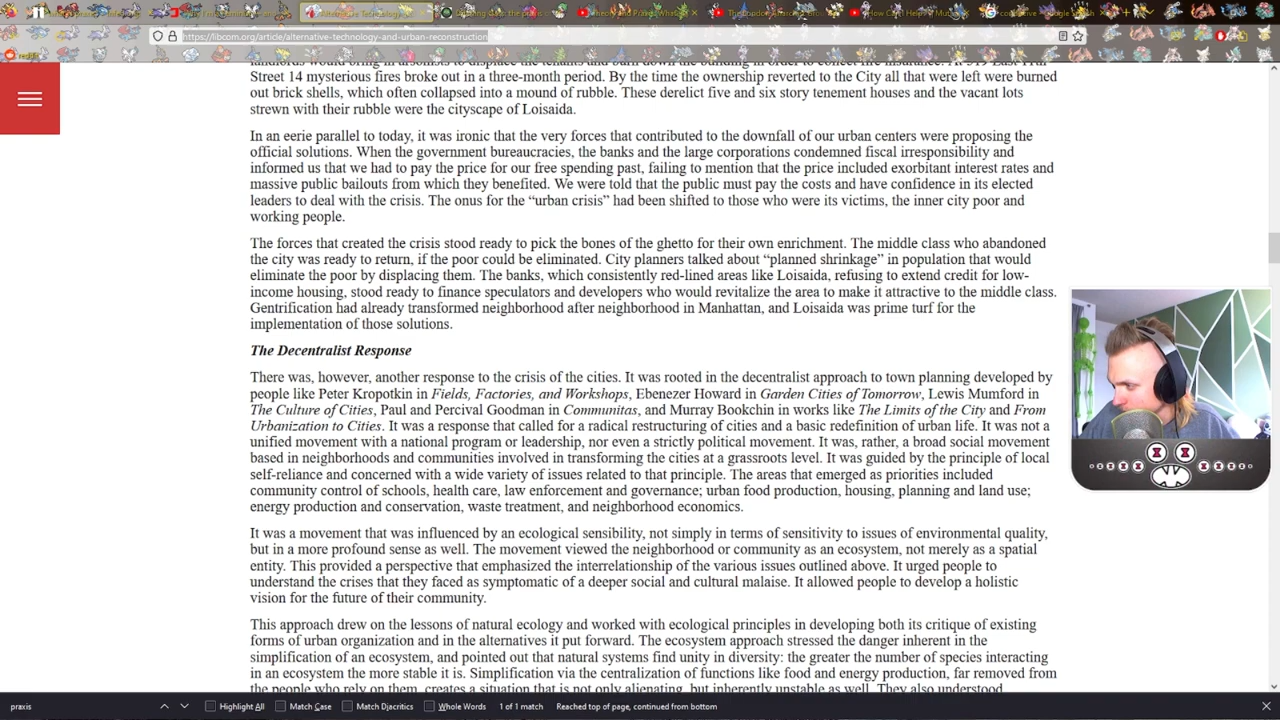 https://libcom.org/article/alternative-technology-and-urban-reconstruction
reddit
Street 14 mysterious fires broke out in a three-month period. By the time the ownership reverted to the City all that were left were burned
out brick shells, which often collapsed into a mound of rubble. These derelict five and six story tenement houses and the vacant lots
strewn with their rubble were the cityscape of Loisaida.
In an eerie parallel to today, it was ironic that the very forces that contributed to the downfall of our urban centers were proposing the
official solutions. When the government bureaucracies, the banks and the large corporations condemned fiscal irresponsibility and
informed us that we had to pay the price for our free spending past, failing to mention that the price included exorbitant interest rates and
massive public bailouts from which they benefited. We were told that the public must pay the costs and have confidence in its elected
leaders to deal with the crisis. The onus for the “urban crisis” had been shifted to those who were its victims, the inner city poor and
working people.
The forces that created the crisis stood ready to pick the bones of the ghetto for their own enrichment. The middle class who abandoned
the city was ready to return, if the poor could be eliminated. City planners talked about “planned shrinkage” in population that would
eliminate the poor by displacing them. The banks, which consistently red-lined areas like Loisaida, refusing to extend credit for low-
income housing, stood ready to finance speculators and developers who would revitalize the area to make it attractive to the middle class.
Gentrification had already transformed neighborhood after neighborhood in Manhattan, and Loisaida was prime turf for the
implementation of those solutions.
The Decentralist Response
There was, however, another response to the crisis of the cities. It was rooted in the decentralist approach to town planning developed by
people like Peter Kropotkin in Fields, Factories, and Workshops, Ebenezer Howard in Garden Cities of Tomorrow, Lewis Mumford in
The Culture of Cities, Paul and Percival Goodman in Communitas, and Murray Bookchin in works like The Limits of the City and From
Urbanization to Cities. It was a response that called for a radical restructuring of cities and a basic redefinition of urban life. It was not a
unified movement with a national program or leadership, nor even a strictly political movement. It was, rather, a broad social movement
based in neighborhoods and communities involved in transforming the cities at a grassroots level. It was guided by the principle of local
self-reliance and concerned with a wide variety of issues related to that principle. The areas that emerged as priorities included
community control of schools, health care, law enforcement and governance; urban food production, housing, planning and land use;
energy production and conservation, waste treatment, and neighborhood economics.
It was a movement that was influenced by an ecological sensibility, not simply in terms of sensitivity to issues of environmental quality,
but in a more profound sense as well. The movement viewed the neighborhood or community as an ecosystem, not merely as a spatial
entity. This provided a perspective that emphasized the interrelationship of the various issues outlined above. It urged people to
understand the crises that they faced as symptomatic of a deeper social and cultural malaise. It allowed people to develop a holistic
vision for the future of their community.
This approach drew on the lessons of natural ecology and worked with ecological principles in developing both its critique of existing
forms of urban organization and in the alternatives it put forward. The ecosystem approach stressed the danger inherent in the
simplification of an ecosystem, and pointed out that natural systems find unity in diversity: the greater the number of species interacting
in an ecosystem the more stable it is. Simplification via the centralization of functions like food and energy production, far removed from
the people who rely on them, creates a situation that is not only alienating, but inherently unstable as well. They also understood
praxis Highlight All Match Case Match Diacritics Whole Words 1 of 1 match Reached top of page, continued from bottom